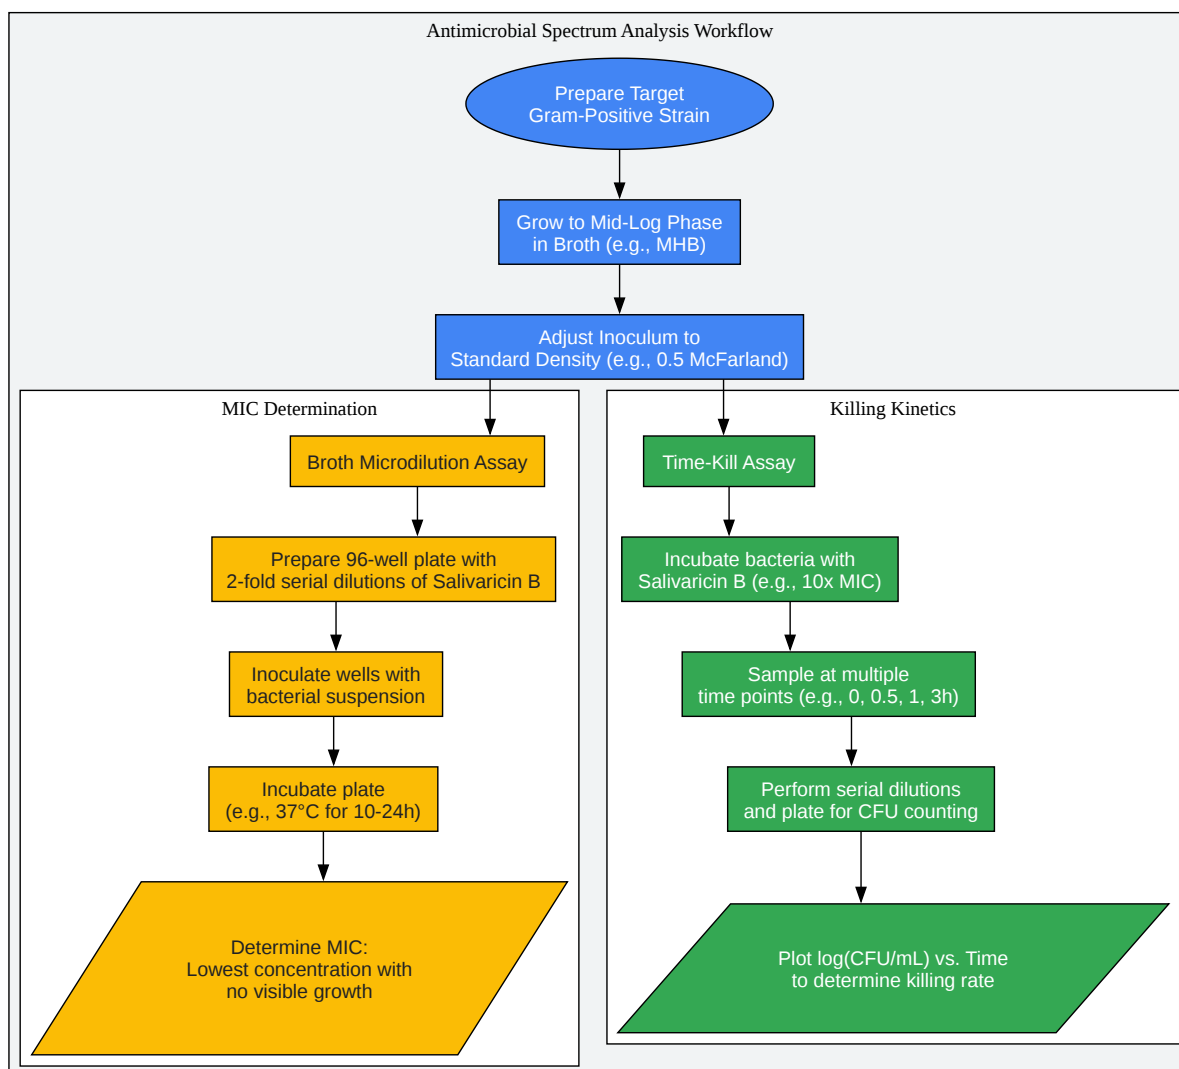 Antimicrobial Spectrum Analysis Workflow
Prepare Target
Gram-Positive Strain
Grow to Mid-Log Phase
in Broth (e.g., MHB)
Adjust Inoculum to
Standard Density (e.g., 0.5 McFarland)
MIC Determination
Broth Microdilution Assay
Prepare 96-well plate with
2-fold serial dilutions of Salivaricin B
Inoculate wells with
bacterial suspension
Incubate plate
(e.g., 37°C for 10-24h)
Determine MIC:
Lowest concentration with
no visible growth
Killing Kinetics
Time-Kill Assay
Incubate bacteria with
Salivaricin B (e.g., 10x MIC)
Sample at multiple
time points (e.g., 0, 0.5, 1, 3h)
Perform serial dilutions
and plate for CFU counting
Plot log(CFU/mL) vs. Time
to determine killing rate